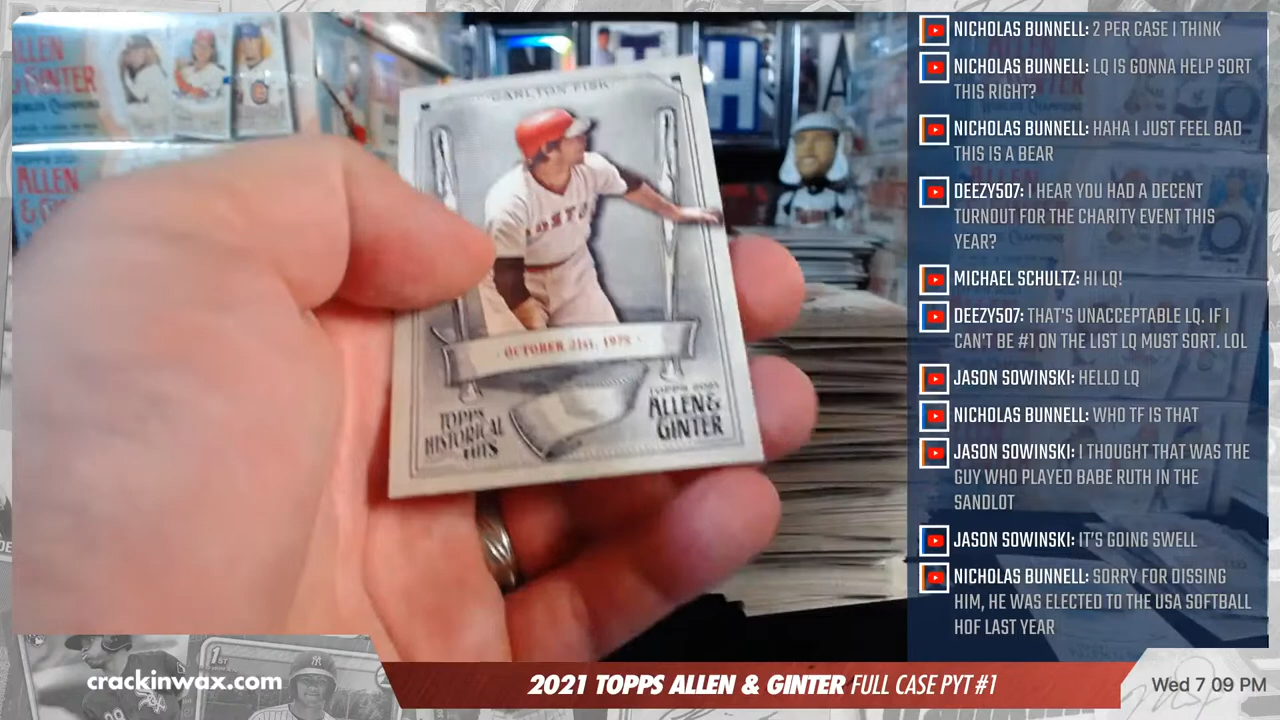 ALLEN
& GINTER
ALLEN
CARLTON FISK
BOSTO
OCTOBER 21st, 1975
TOPPS
HISTORICAL
HITS
TOPPS 2021
ALLEN &
GINTER
NICHOLAS BUNNELL: 2 PER CASE I THINK
NICHOLAS BUNNELL: LQ IS GONNA HELP SORT
THIS RIGHT?
NICHOLAS BUNNELL: HAHA I JUST FEEL BAD
THIS IS A BEAR
DEEZY507: I HEAR YOU HAD A DECENT
TURNOUT FOR THE CHARITY EVENT THIS
YEAR?
MICHAEL SCHULTZ: HI LQ!
DEEZY507: THAT'S UNACCEPTABLE LQ. IF I
CAN'T BE #1 ON THE LIST LQ MUST SORT. LOL
JASON SOWINSKI: HELLO LQ
NICHOLAS BUNNELL: WHO TF IS THAT
JASON SOWINSKI: I THOUGHT THAT WAS THE
GUY WHO PLAYED BABE RUTH IN THE
SANDLOT
JASON SOWINSKI: IT'S GOING SWELL
NICHOLAS BUNNELL: SORRY FOR DISSING
HIM, HE WAS ELECTED TO THE USA SOFTBALL
HOF LAST YEAR
crackinwax.com
2021 TOPPS ALLEN & GINTER FULL CASE PYT #1
Wed 7 09 PM